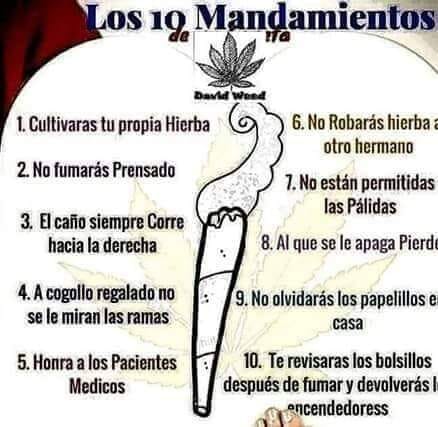 Los 10 Mandamientos
de
David Weed
1. Cultivaras tu propia Hierba
2. No fumarás Prensado
3. El caño siempre Corre
hacia la derecha
4. A cogollo regalado no
se le miran las ramas
5. Honra a los Pacientes
Medicos
6. No Robarás hierba a
otro hermano
7. No están permitidas
las Pálidas
8. Al que se le apaga Pierde
9. No olvidarás los papelillos e
casa
10. Te revisaras los bolsillos
después de fumar y devolverás l
encendedoress